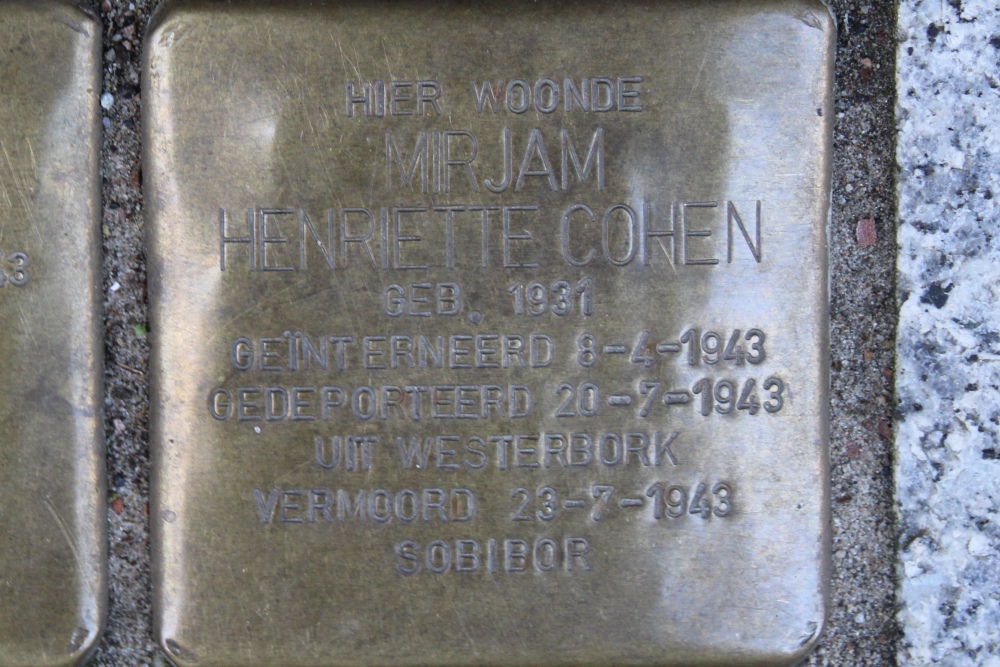 HIER WOONDE
MIRJAM
HENRIETTE COHEN
GEB. 1931
GEÏNTERNEERD 8-4-1943
GEDEPORTEERD 20-7-1943
UIT WESTERBORK
VERMOORD 23-7-1943
SOBIBOR